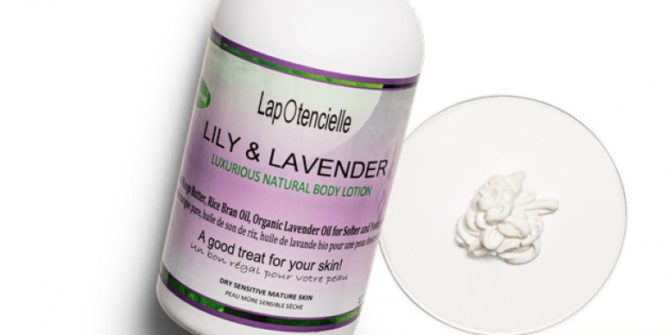 LapOtencielle
LILY & LAVENDER
LUXURIOUS NATURAL BODY LOTION
Butter, Rice Bran Oil, Organic Lavender Oil for Softer and
pure, huile de son de riz, huile de lavande bio pour une peau
A good treat for your skin!
Un bon régal pour votre peau
DRY SENSITIVE MATURE SKIN
PEAU MÛRE SENSIBLE SÈCHE